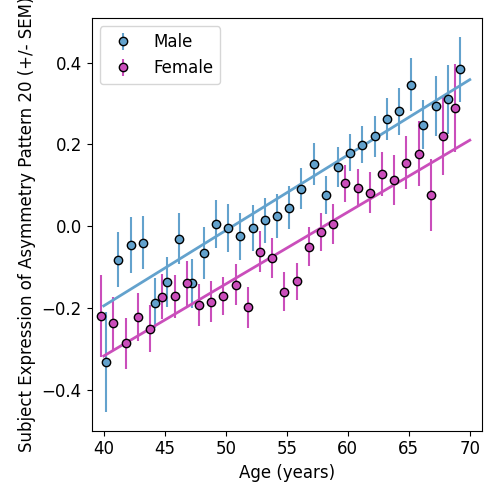 Male
Female
Subject Expression of Asymmetry Pattern 20 (+/- SEM)
0.4
0.2
0.0
−0.2
−0.4
40 45 50 55 60 65 70
Age (years)